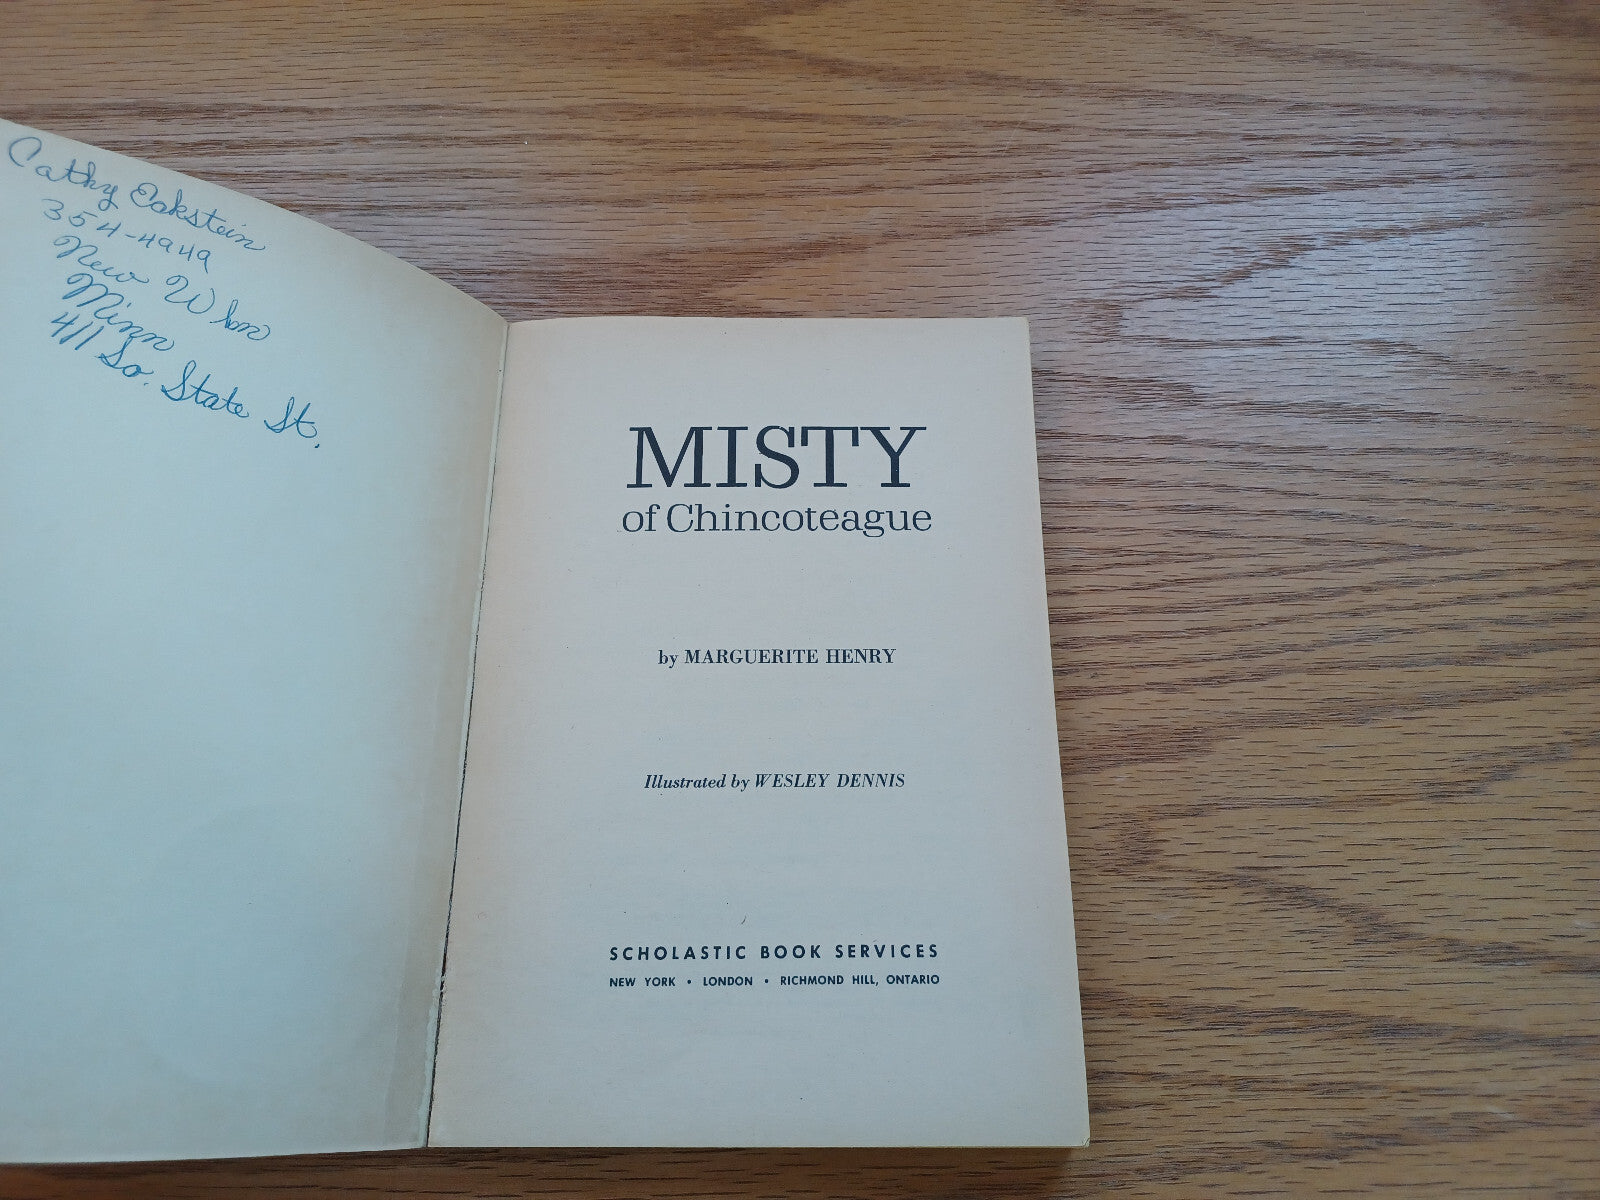 Cathy Eckstein
354-4949
New Ulm
Minn
411 So. State St.
MISTY
of Chincoteague
by MARGUERITE HENRY
Illustrated by WESLEY DENNIS
SCHOLASTIC BOOK SERVICES
NEW YORK • LONDON • RICHMOND HILL, ONTARIO